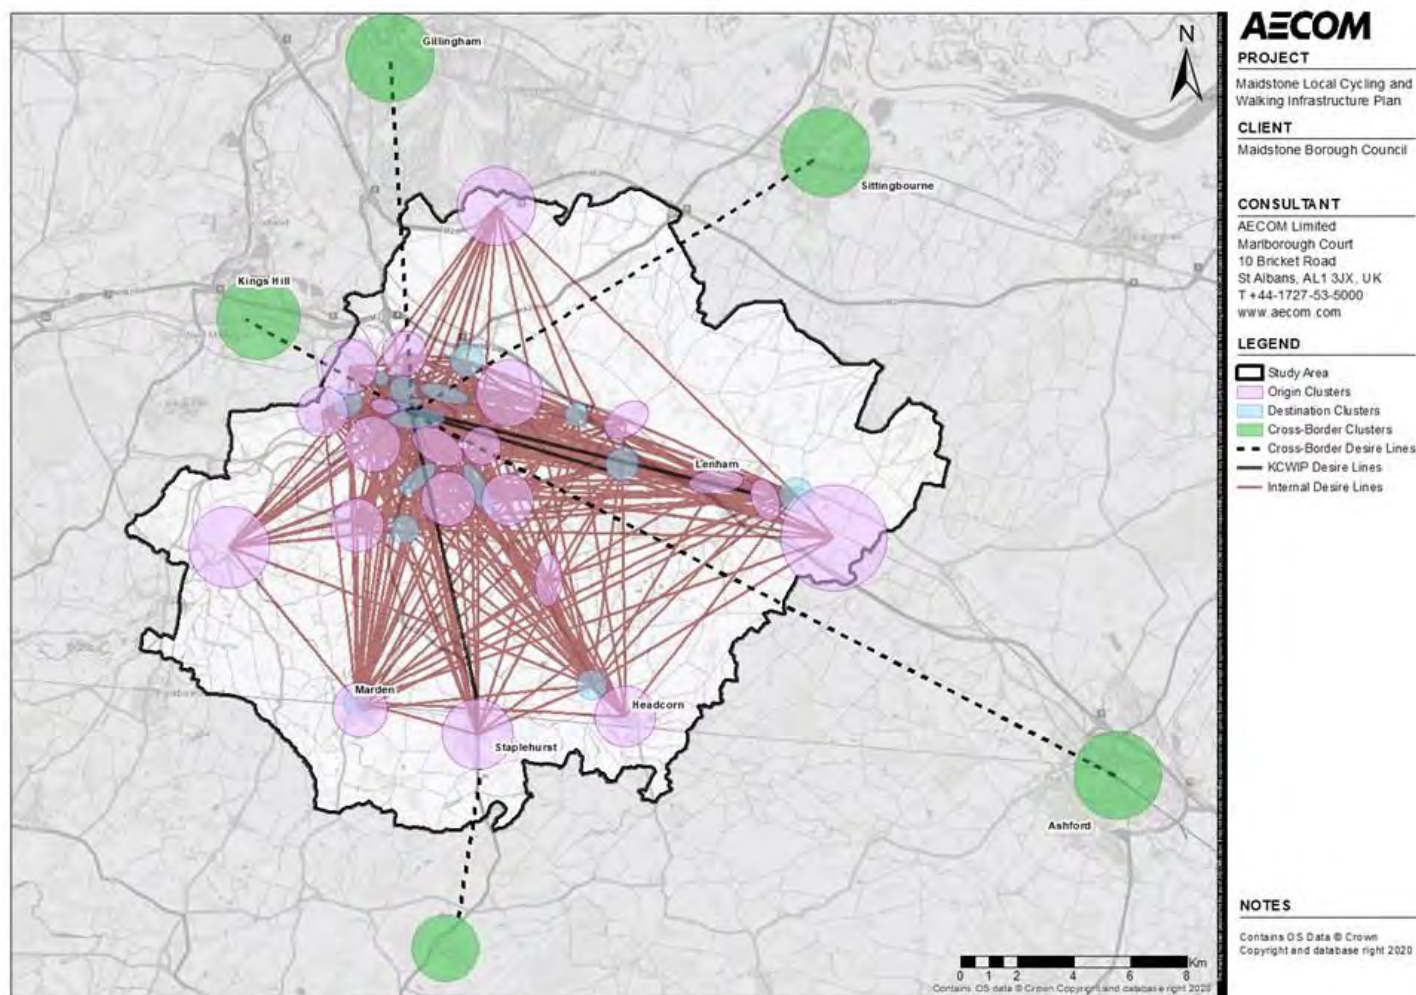 Gillingham
N
Sittingbourne
Kings Hill
Lenham
Marden
Headcorn
Staplehurst
Ashford
Km
0 1 2 4 6 8
Contains OS data © Crown Copyright and database right 2020
AECOM
PROJECT
Maidstone Local Cycling and
Walking Infrastructure Plan
CLIENT
Maidstone Borough Council
CONSULTANT
AECOM Limited
Marlborough Court
10 Bricket Road
St Albans, AL1 3JX, UK
T +44-1727-53-5000
www.aecom.com
LEGEND
Study Area
Origin Clusters
Destination Clusters
Cross-Border Clusters
Cross-Border Desire Lines
KCWIP Desire Lines
Internal Desire Lines
NOTES
Contains OS Data © Crown
Copyright and database right 2020